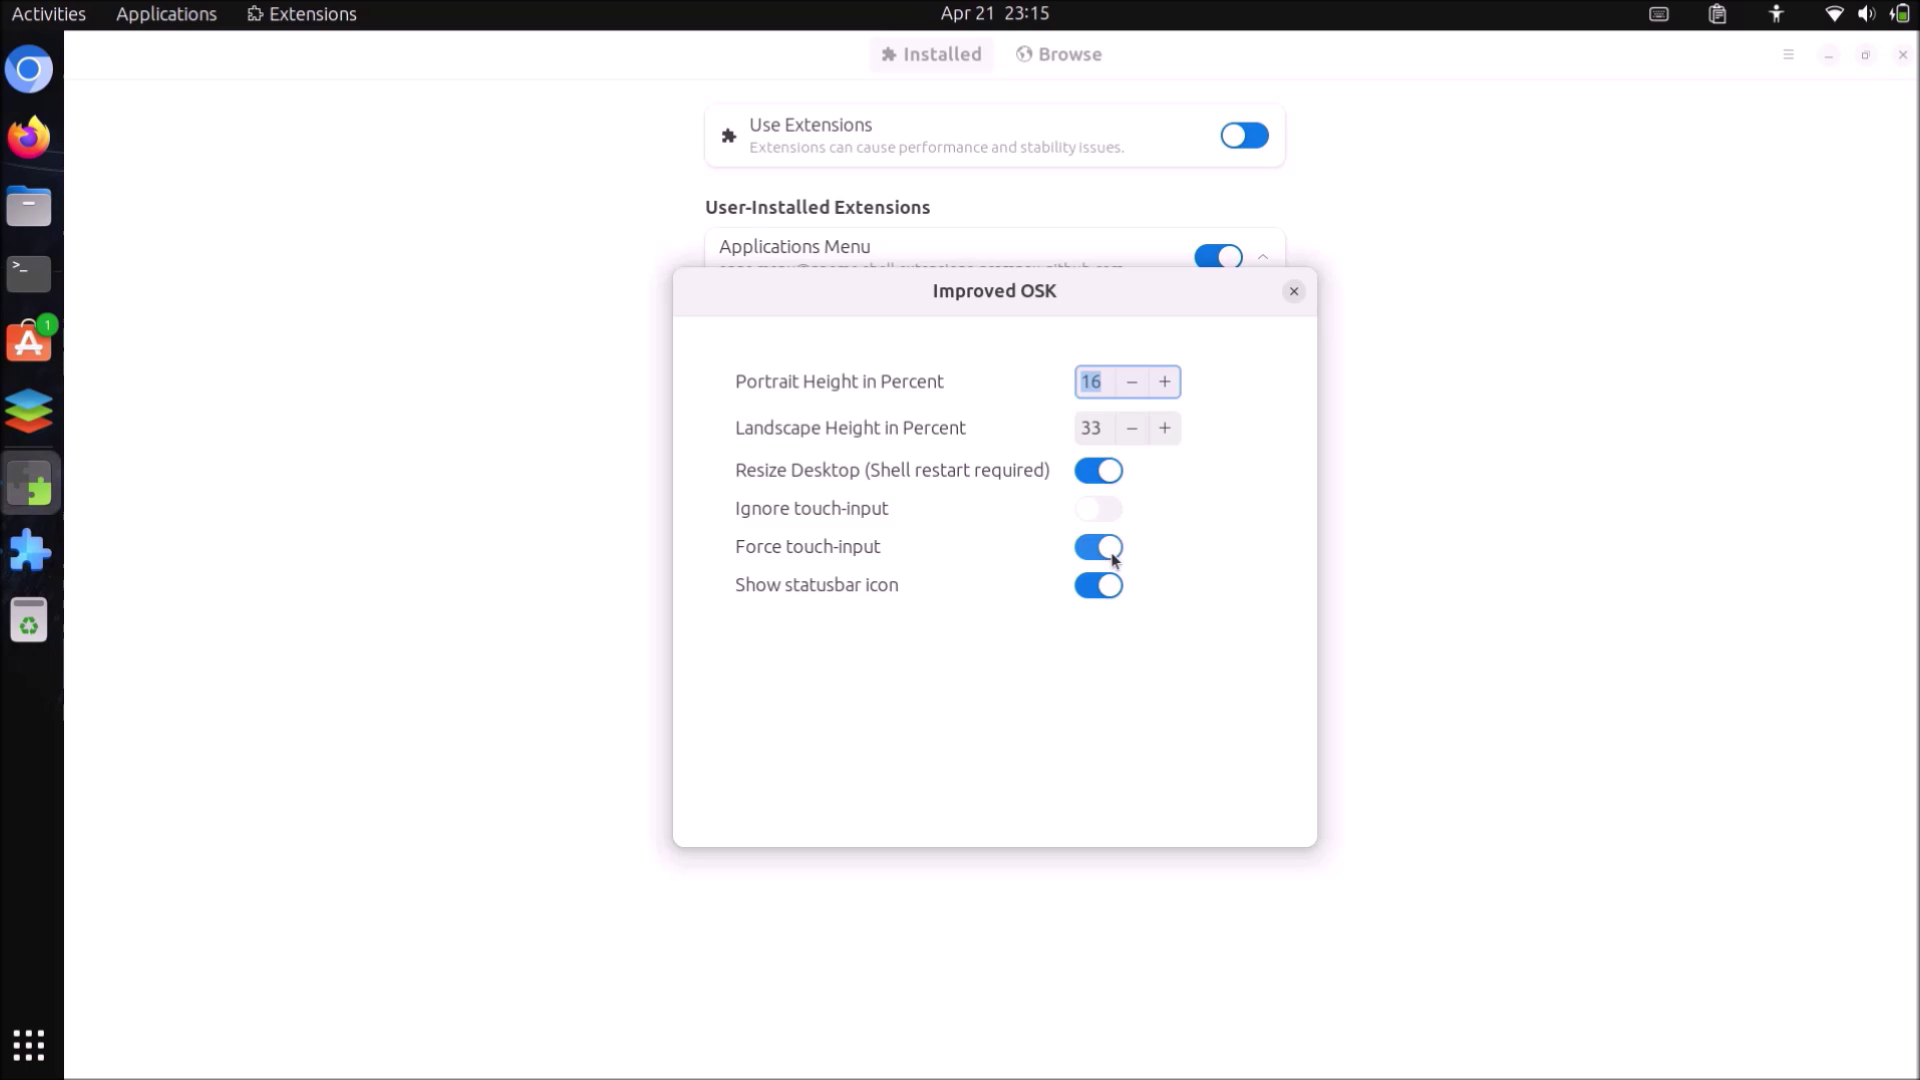 Activities Applications Extensions Apr 21 23:15
Installed Browse
Use Extensions
Extensions can cause performance and stability issues.
User-Installed Extensions
Applications Menu
Improved OSK
Portrait Height in Percent 16 − +
Landscape Height in Percent 33 − +
Resize Desktop (Shell restart required)
Ignore touch-input
Force touch-input
Show statusbar icon
1
>_